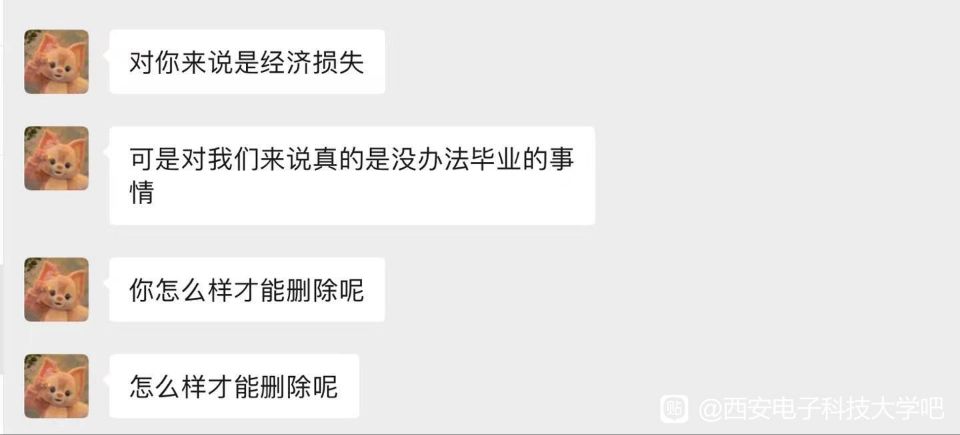 对你来说是经济损失
可是对我们来说真的是没办法毕业的事
情
你怎么样才能删除呢
怎么样才能删除呢
贴 @西安电子科技大学吧